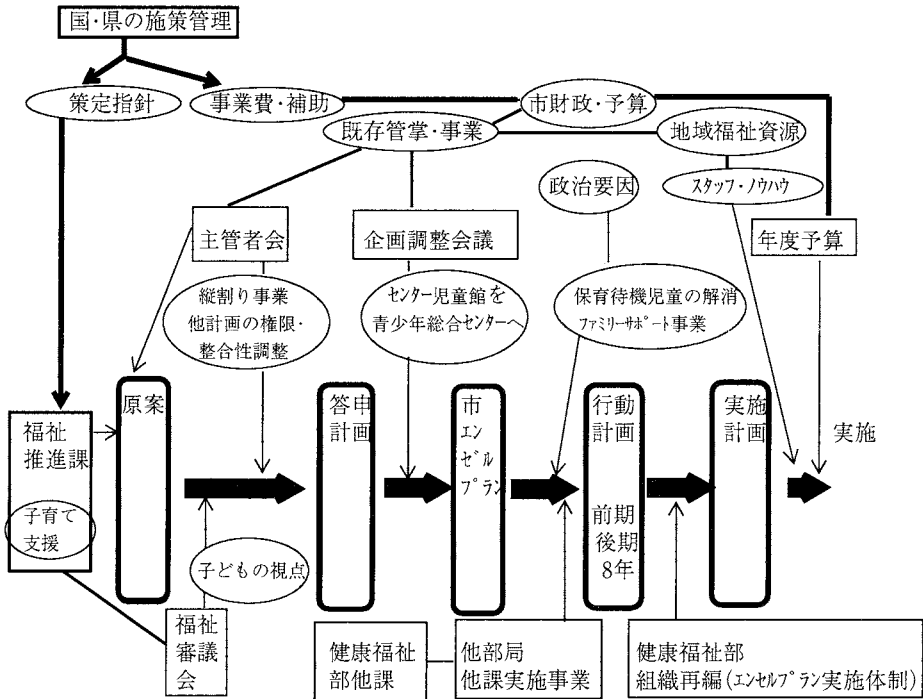 国・県の施策管理
策定指針
事業費・補助
市財政・予算
既存管掌・事業
地域福祉資源
政治要因
スタッフ・ノウハウ
主管者会
企画調整会議
年度予算
縦割り事業
他計画の権限・
整合性調整
センター児童館を
青少年総合センターへ
保育待機児童の解消
ファミリーサポート事業
福祉
推進課
子育て
支援
原案
答申
計画
市
エンゼル
プラン
行動
計画
前期
後期
8年
実施
計画
実施
子どもの視点
福祉
審議
会
健康福祉
部他課
他部局
他課実施事業
健康福祉部
組織再編(エンゼルプラン実施体制)